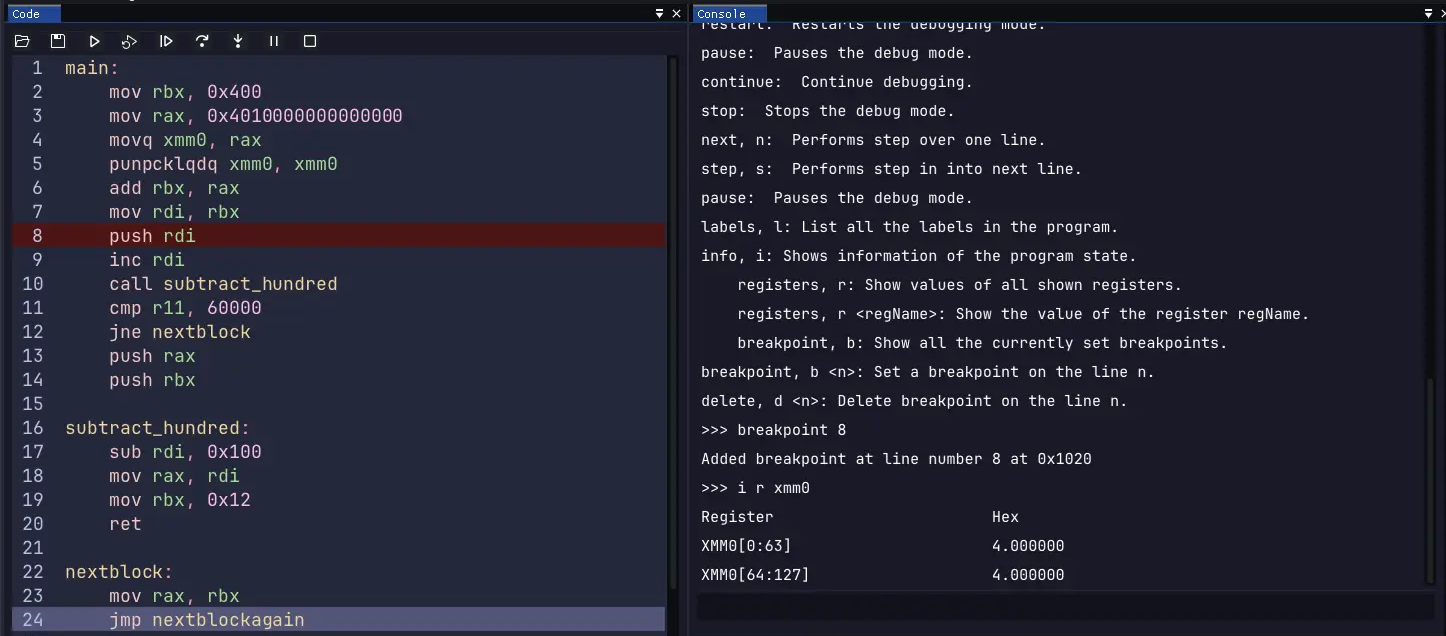 Code
1 main:
2 mov rbx, 0x400
3 mov rax, 0x4010000000000000
4 movq xmm0, rax
5 punpcklqdq xmm0, xmm0
6 add rbx, rax
7 mov rdi, rbx
8 push rdi
9 inc rdi
10 call subtract_hundred
11 cmp r11, 60000
12 jne nextblock
13 push rax
14 push rbx
15
16 subtract_hundred:
17 sub rdi, 0x100
18 mov rax, rdi
19 mov rbx, 0x12
20 ret
21
22 nextblock:
23 mov rax, rbx
24 jmp nextblockagain
Console
restart: Restarts the debugging mode.
pause: Pauses the debug mode.
continue: Continue debugging.
stop: Stops the debug mode.
next, n: Performs step over one line.
step, s: Performs step in into next line.
pause: Pauses the debug mode.
labels, l: List all the labels in the program.
info, i: Shows information of the program state.
registers, r: Show values of all shown registers.
registers, r <regName>: Show the value of the register regName.
breakpoint, b: Show all the currently set breakpoints.
breakpoint, b <n>: Set a breakpoint on the line n.
delete, d <n>: Delete breakpoint on the line n.
>>> breakpoint 8
Added breakpoint at line number 8 at 0x1020
>>> i r xmm0
Register Hex
XMM0[0:63] 4.000000
XMM0[64:127] 4.000000